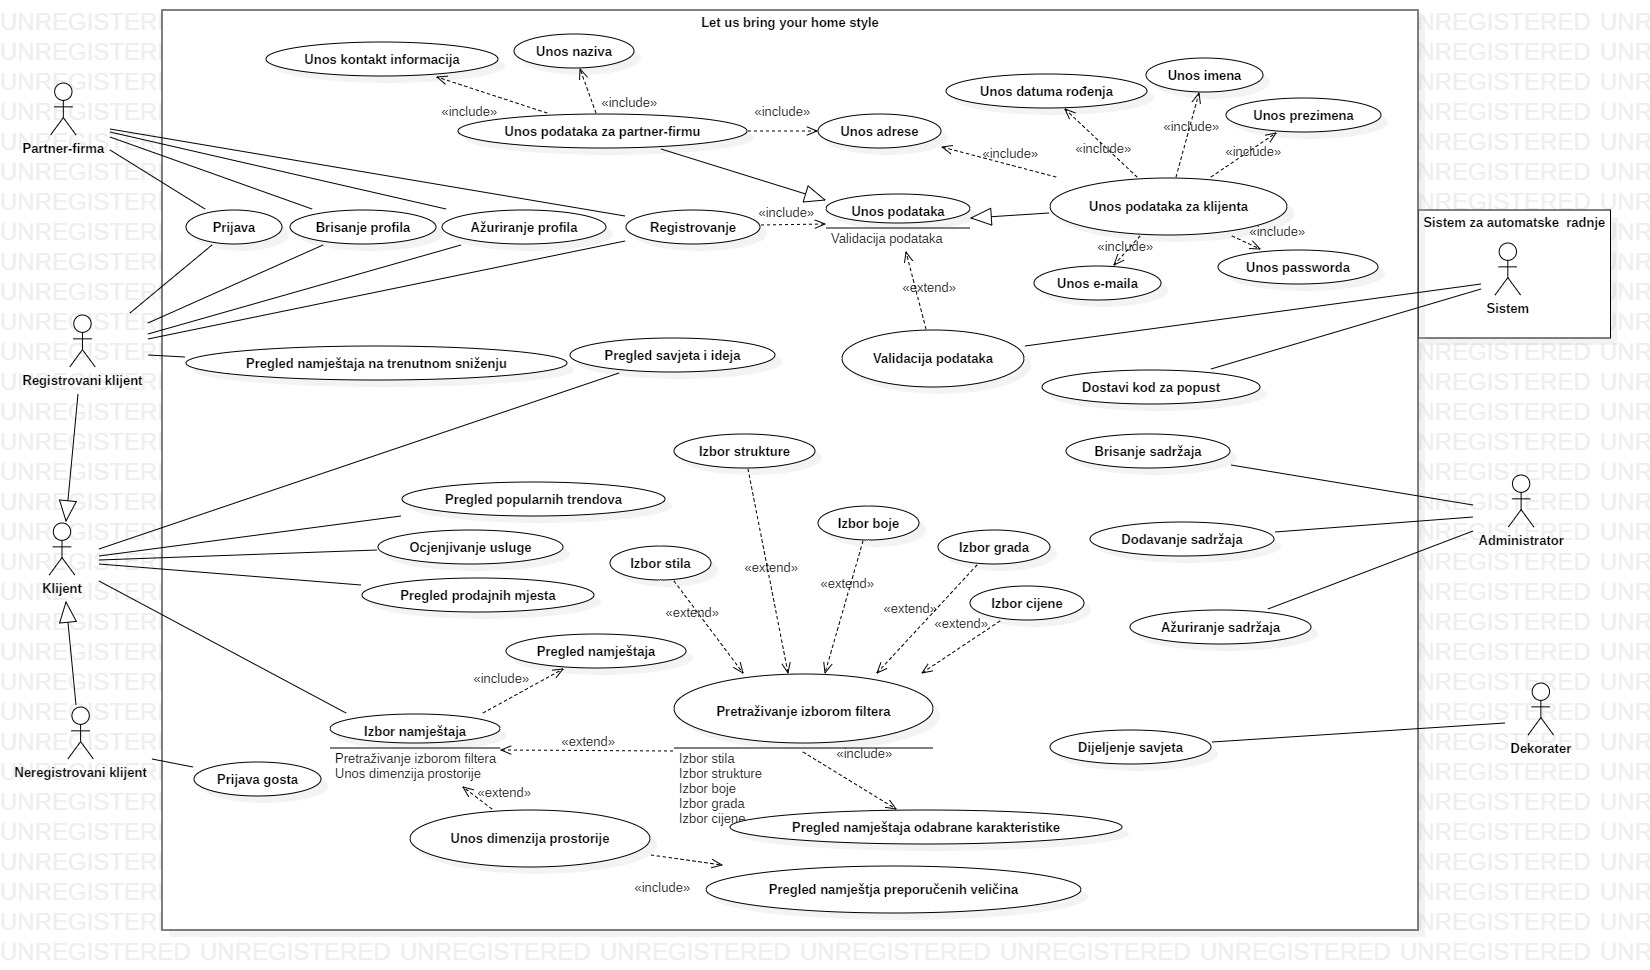 Let us bring your home style
Unos kontakt informacija
Unos naziva
Unos imena
Unos datuma rođenja
«include»
«include»
«include»
Unos prezimena
Unos podataka za partner-firmu
Unos adrese
«include»
Partner-firma
«include»
«include»
«include»
Unos podataka
Unos podataka za klijenta
«include»
Prijava
Brisanje profila
Ažuriranje profila
Registrovanje
Validacija podataka
«include»
«include»
Sistem za automatske  radnje
Unos e-maila
Unos passworda
«extend»
Sistem
Registrovani klijent
Pregled namještaja na trenutnom sniženju
Pregled savjeta i ideja
Validacija podataka
Dostavi kod za popust
Izbor strukture
Brisanje sadržaja
Pregled popularnih trendova
Izbor boje
Ocjenjivanje usluge
Izbor stila
Izbor grada
Dodavanje sadržaja
Administrator
Klijent
Pregled prodajnih mjesta
«extend»
«extend»
«extend»
«extend»
Izbor cijene
«extend»
Ažuriranje sadržaja
Pregled namještaja
«include»
Izbor namještaja
Pretraživanje izborom filtera
Pretraživanje izborom filtera
Unos dimenzija prostorije
«extend»
Izbor stila
Izbor strukture
Izbor boje
Izbor grada
Izbor cijene
«include»
Dijeljenje savjeta
Dekorater
Neregistrovani klijent
Prijava gosta
«extend»
Unos dimenzija prostorije
Pregled namještaja odabrane karakteristike
«include»
Pregled namještja preporučenih veličina
UNREGISTERED UNREGISTERED UNREGISTERED UNREGISTERED UNREGISTERED UNREGISTERED UNREGISTERED UNREGISTERED UNR